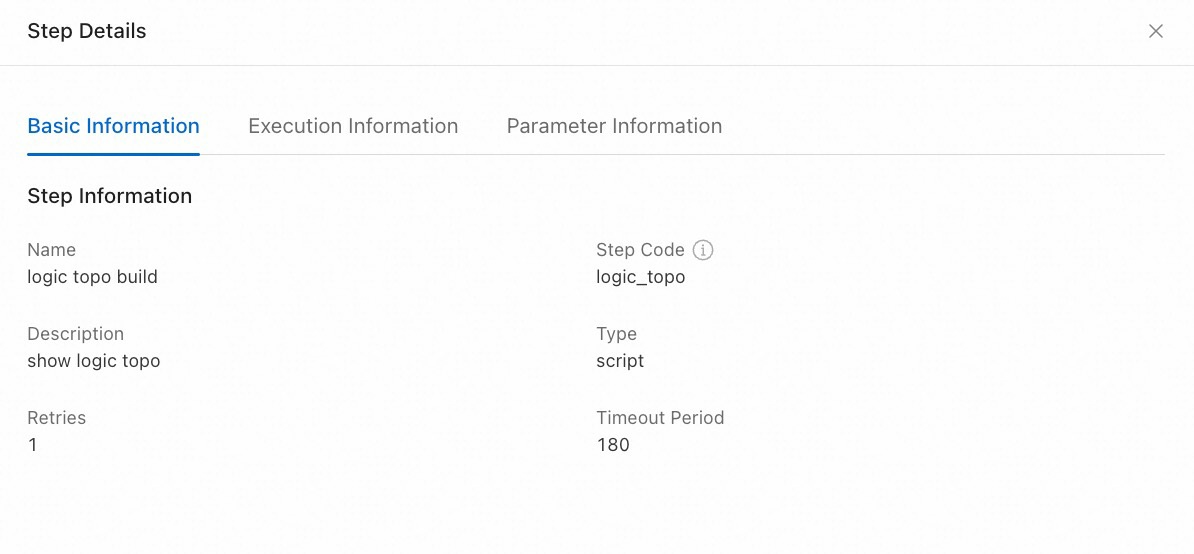 Step Details
Basic Information
Execution Information
Parameter Information
Step Information
Name
logic topo build
Step Code
logic_topo
Description
show logic topo
Type
script
Retries
1
Timeout Period
180